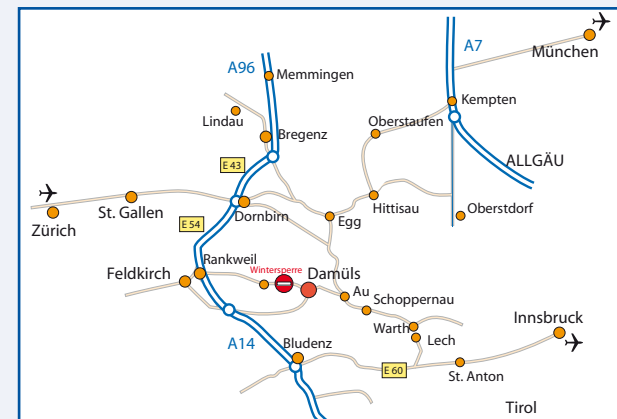 A7
München
A96
Memmingen
Kempten
Lindau
Oberstaufen
Bregenz
ALLGÄU
E 43
St. Gallen
Dornbirn
Hittisau
Oberstdorf
Egg
Zürich
E 54
Rankweil
Feldkirch
Wintersperre
Damüls
Au
Schoppernau
Innsbruck
Warth
Lech
A14
Bludenz
E 60
St. Anton
Tirol